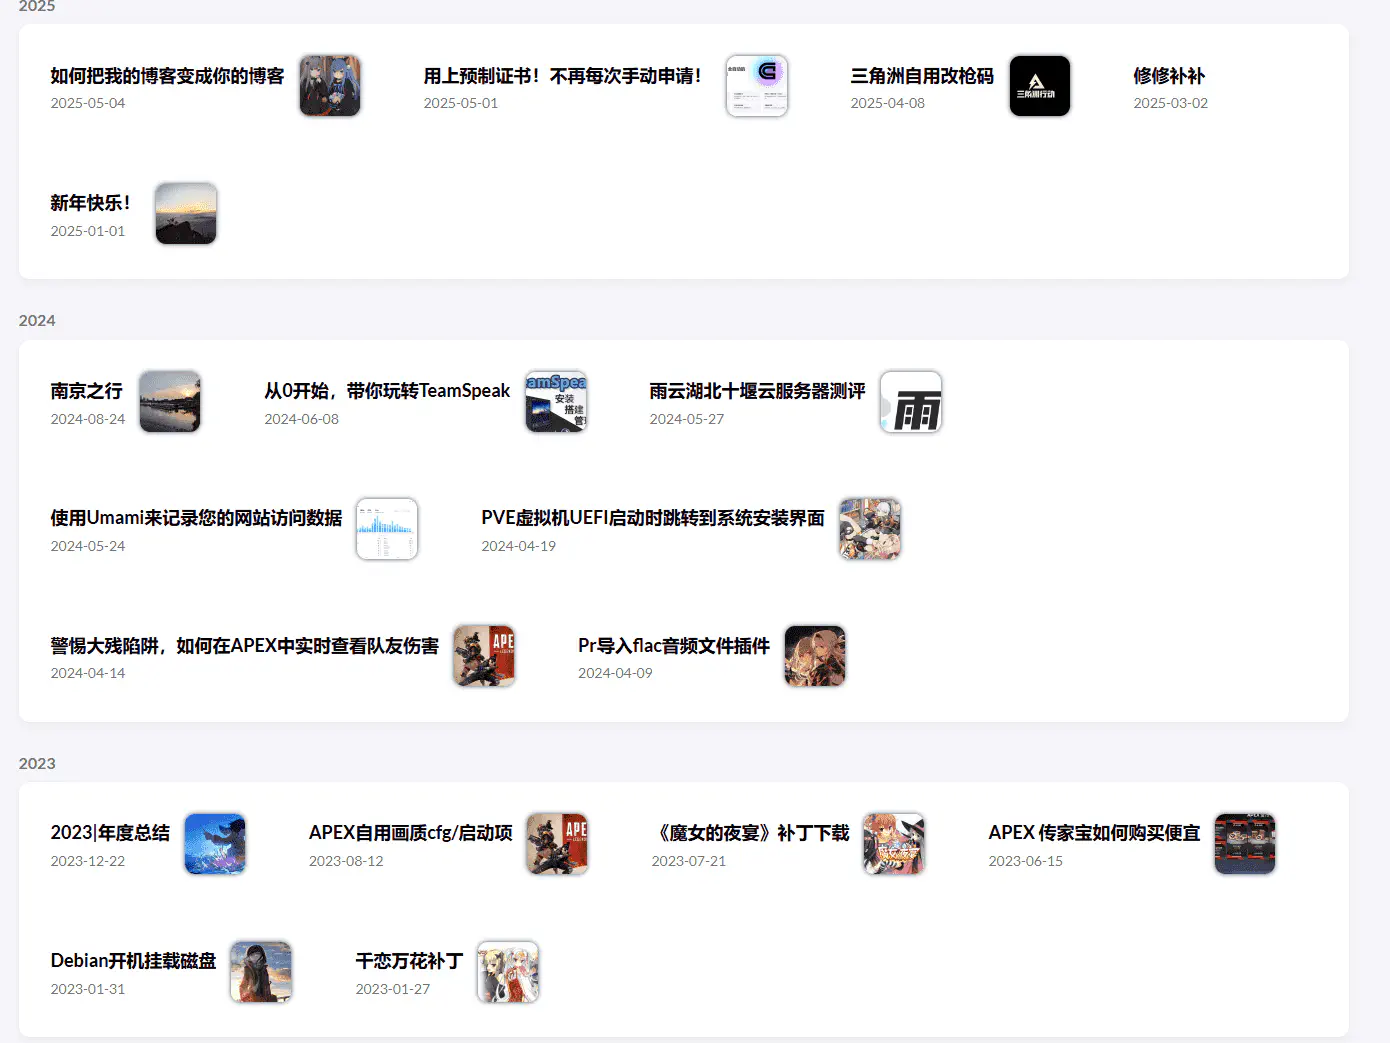 2025
如何把我的博客变成你的博客
2025-05-04
用上预制证书！不再每次手动申请！
2025-05-01
三角洲自用改枪码
2025-04-08
三角洲行动
修修补补
2025-03-02
新年快乐！
2025-01-01
2024
南京之行
2024-08-24
从0开始，带你玩转TeamSpeak
2024-06-08
amSpea
安装
搭建
雨云湖北十堰云服务器测评
2024-05-27
雨
使用Umami来记录您的网站访问数据
2024-05-24
PVE虚拟机UEFI启动时跳转到系统安装界面
2024-04-19
警惕大残陷阱，如何在APEX中实时查看队友伤害
2024-04-14
APE
Pr导入flac音频文件插件
2024-04-09
2023
2023|年度总结
2023-12-22
APEX自用画质cfg/启动项
2023-08-12
APE
《魔女的夜宴》补丁下载
2023-07-21
APEX 传家宝如何购买便宜
2023-06-15
Debian开机挂载磁盘
2023-01-31
千恋万花补丁
2023-01-27